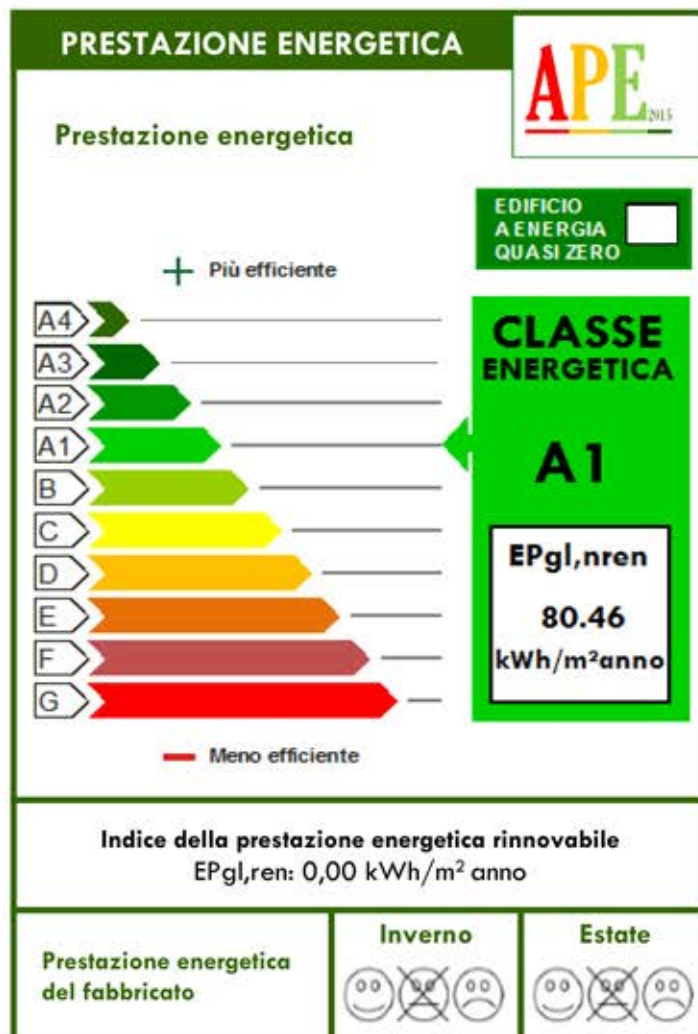 PRESTAZIONE ENERGETICA
APE 2015
Prestazione energetica
EDIFICIO
A ENERGIA
QUASI ZERO
+ Più efficiente
A4
A3
A2
A1
B
C
D
E
F
G
CLASSE
ENERGETICA
A1
EPgl,nren
80.46
kWh/m²anno
Meno efficiente
Indice della prestazione energetica rinnovabile
EPgl,ren: 0,00 kWh/m² anno
Prestazione energetica
del fabbricato
Inverno
Estate